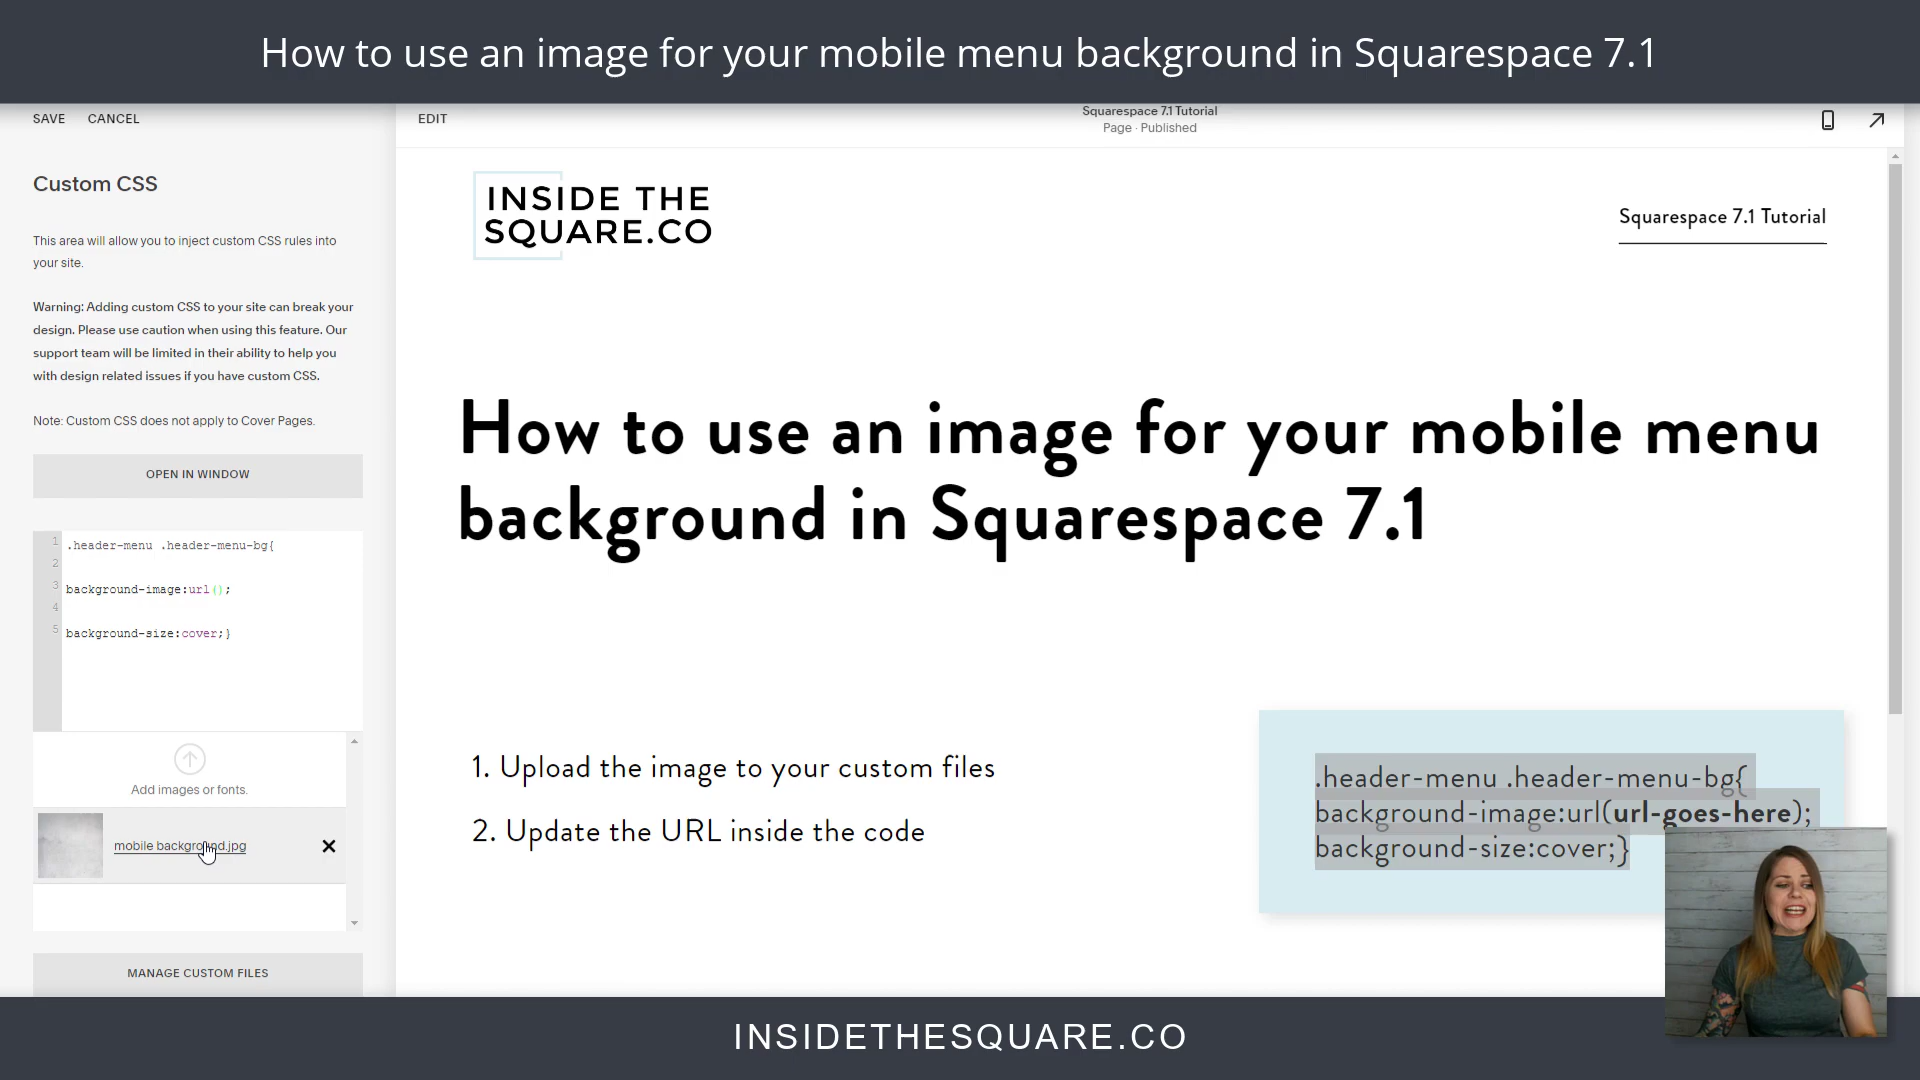 How to use an image for your mobile menu background in Squarespace 7.1
SAVE CANCEL
EDIT
Squarespace 7.1 Tutorial
Page · Published
Custom CSS
This area will allow you to inject custom CSS rules into
your site.
Warning: Adding custom CSS to your site can break your
design. Please use caution when using this feature. Our
support team will be limited in their ability to help you
with design related issues if you have custom CSS.
Note: Custom CSS does not apply to Cover Pages.
OPEN IN WINDOW
1 .header-menu .header-menu-bg{
2
3 background-image:url();
4
5 background-size:cover;}
Add images or fonts.
mobile background.jpg
MANAGE CUSTOM FILES
INSIDE THE
SQUARE.CO
Squarespace 7.1 Tutorial
How to use an image for your mobile menu
background in Squarespace 7.1
1. Upload the image to your custom files
2. Update the URL inside the code
.header-menu .header-menu-bg{
background-image:url(url-goes-here);
background-size:cover;}
INSIDETHESQUARE.CO